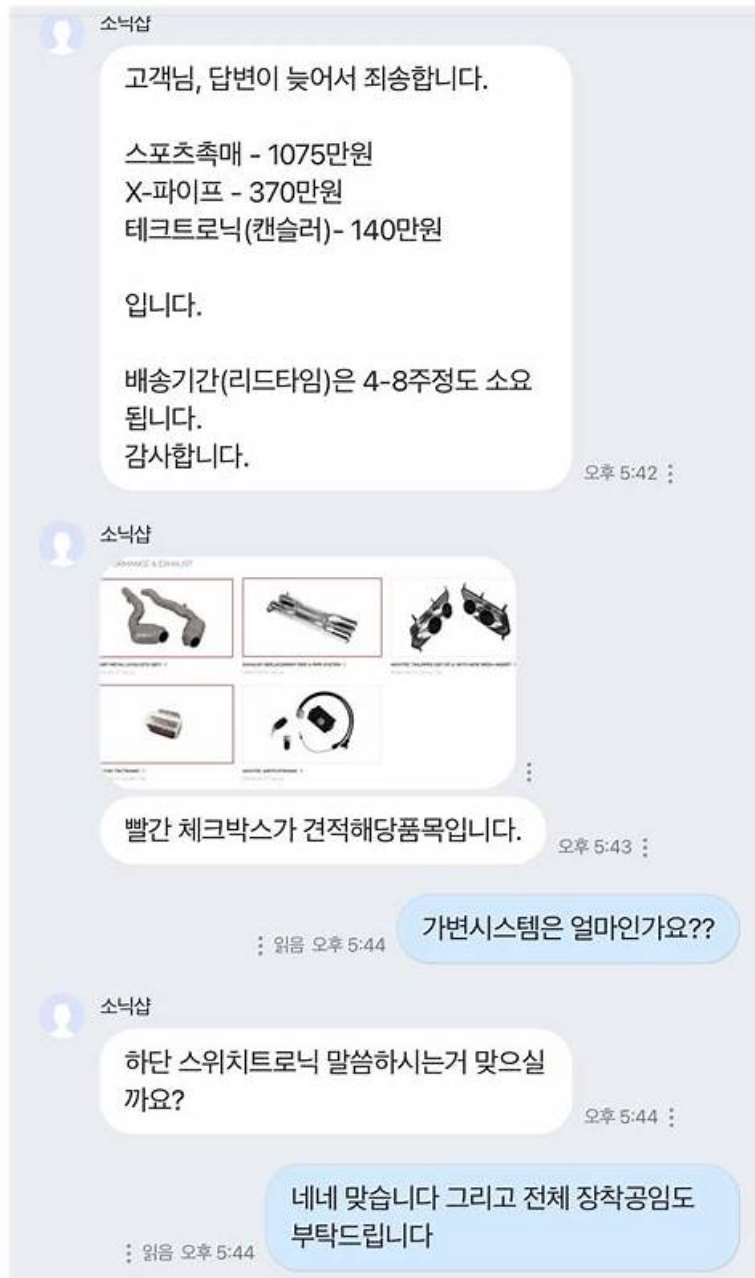 소닉샵
고객님, 답변이 늦어서 죄송합니다.
스포츠촉매 - 1075만원
X-파이프 - 370만원
테크트로닉(캔슬러)- 140만원
입니다.
배송기간(리드타임)은 4-8주정도 소요
됩니다.
감사합니다.
오후 5:42
소닉샵
빨간 체크박스가 견적해당품목입니다.
오후 5:43
가변시스템은 얼마인가요??
읽음 오후 5:44
소닉샵
하단 스위치트로닉 말씀하시는거 맞으실
까요?
오후 5:44
네네 맞습니다 그리고 전체 장착공임도
부탁드립니다
읽음 오후 5:44